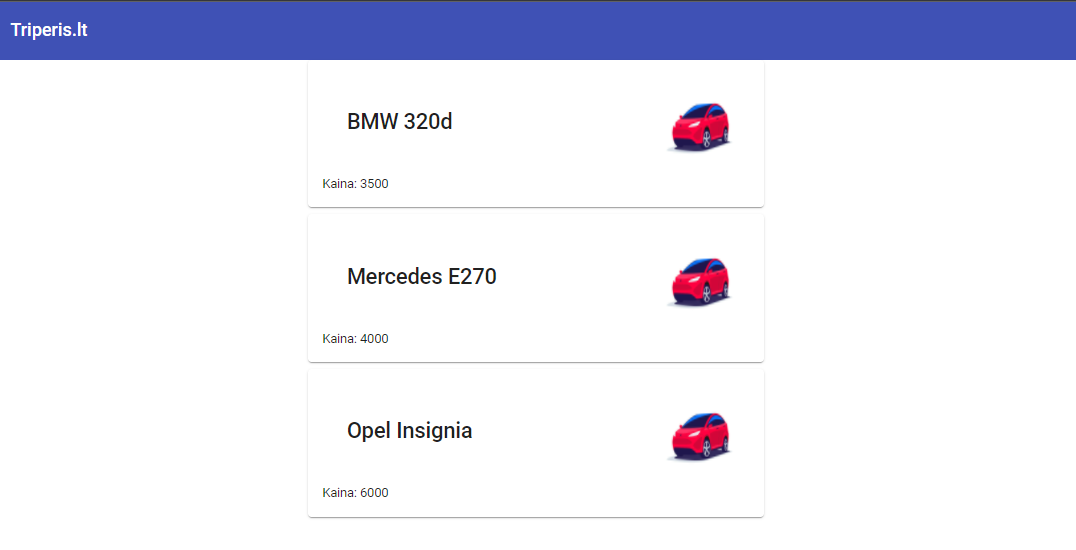 Triperis.lt
BMW 320d
Kaina: 3500
Mercedes E270
Kaina: 4000
Opel Insignia
Kaina: 6000